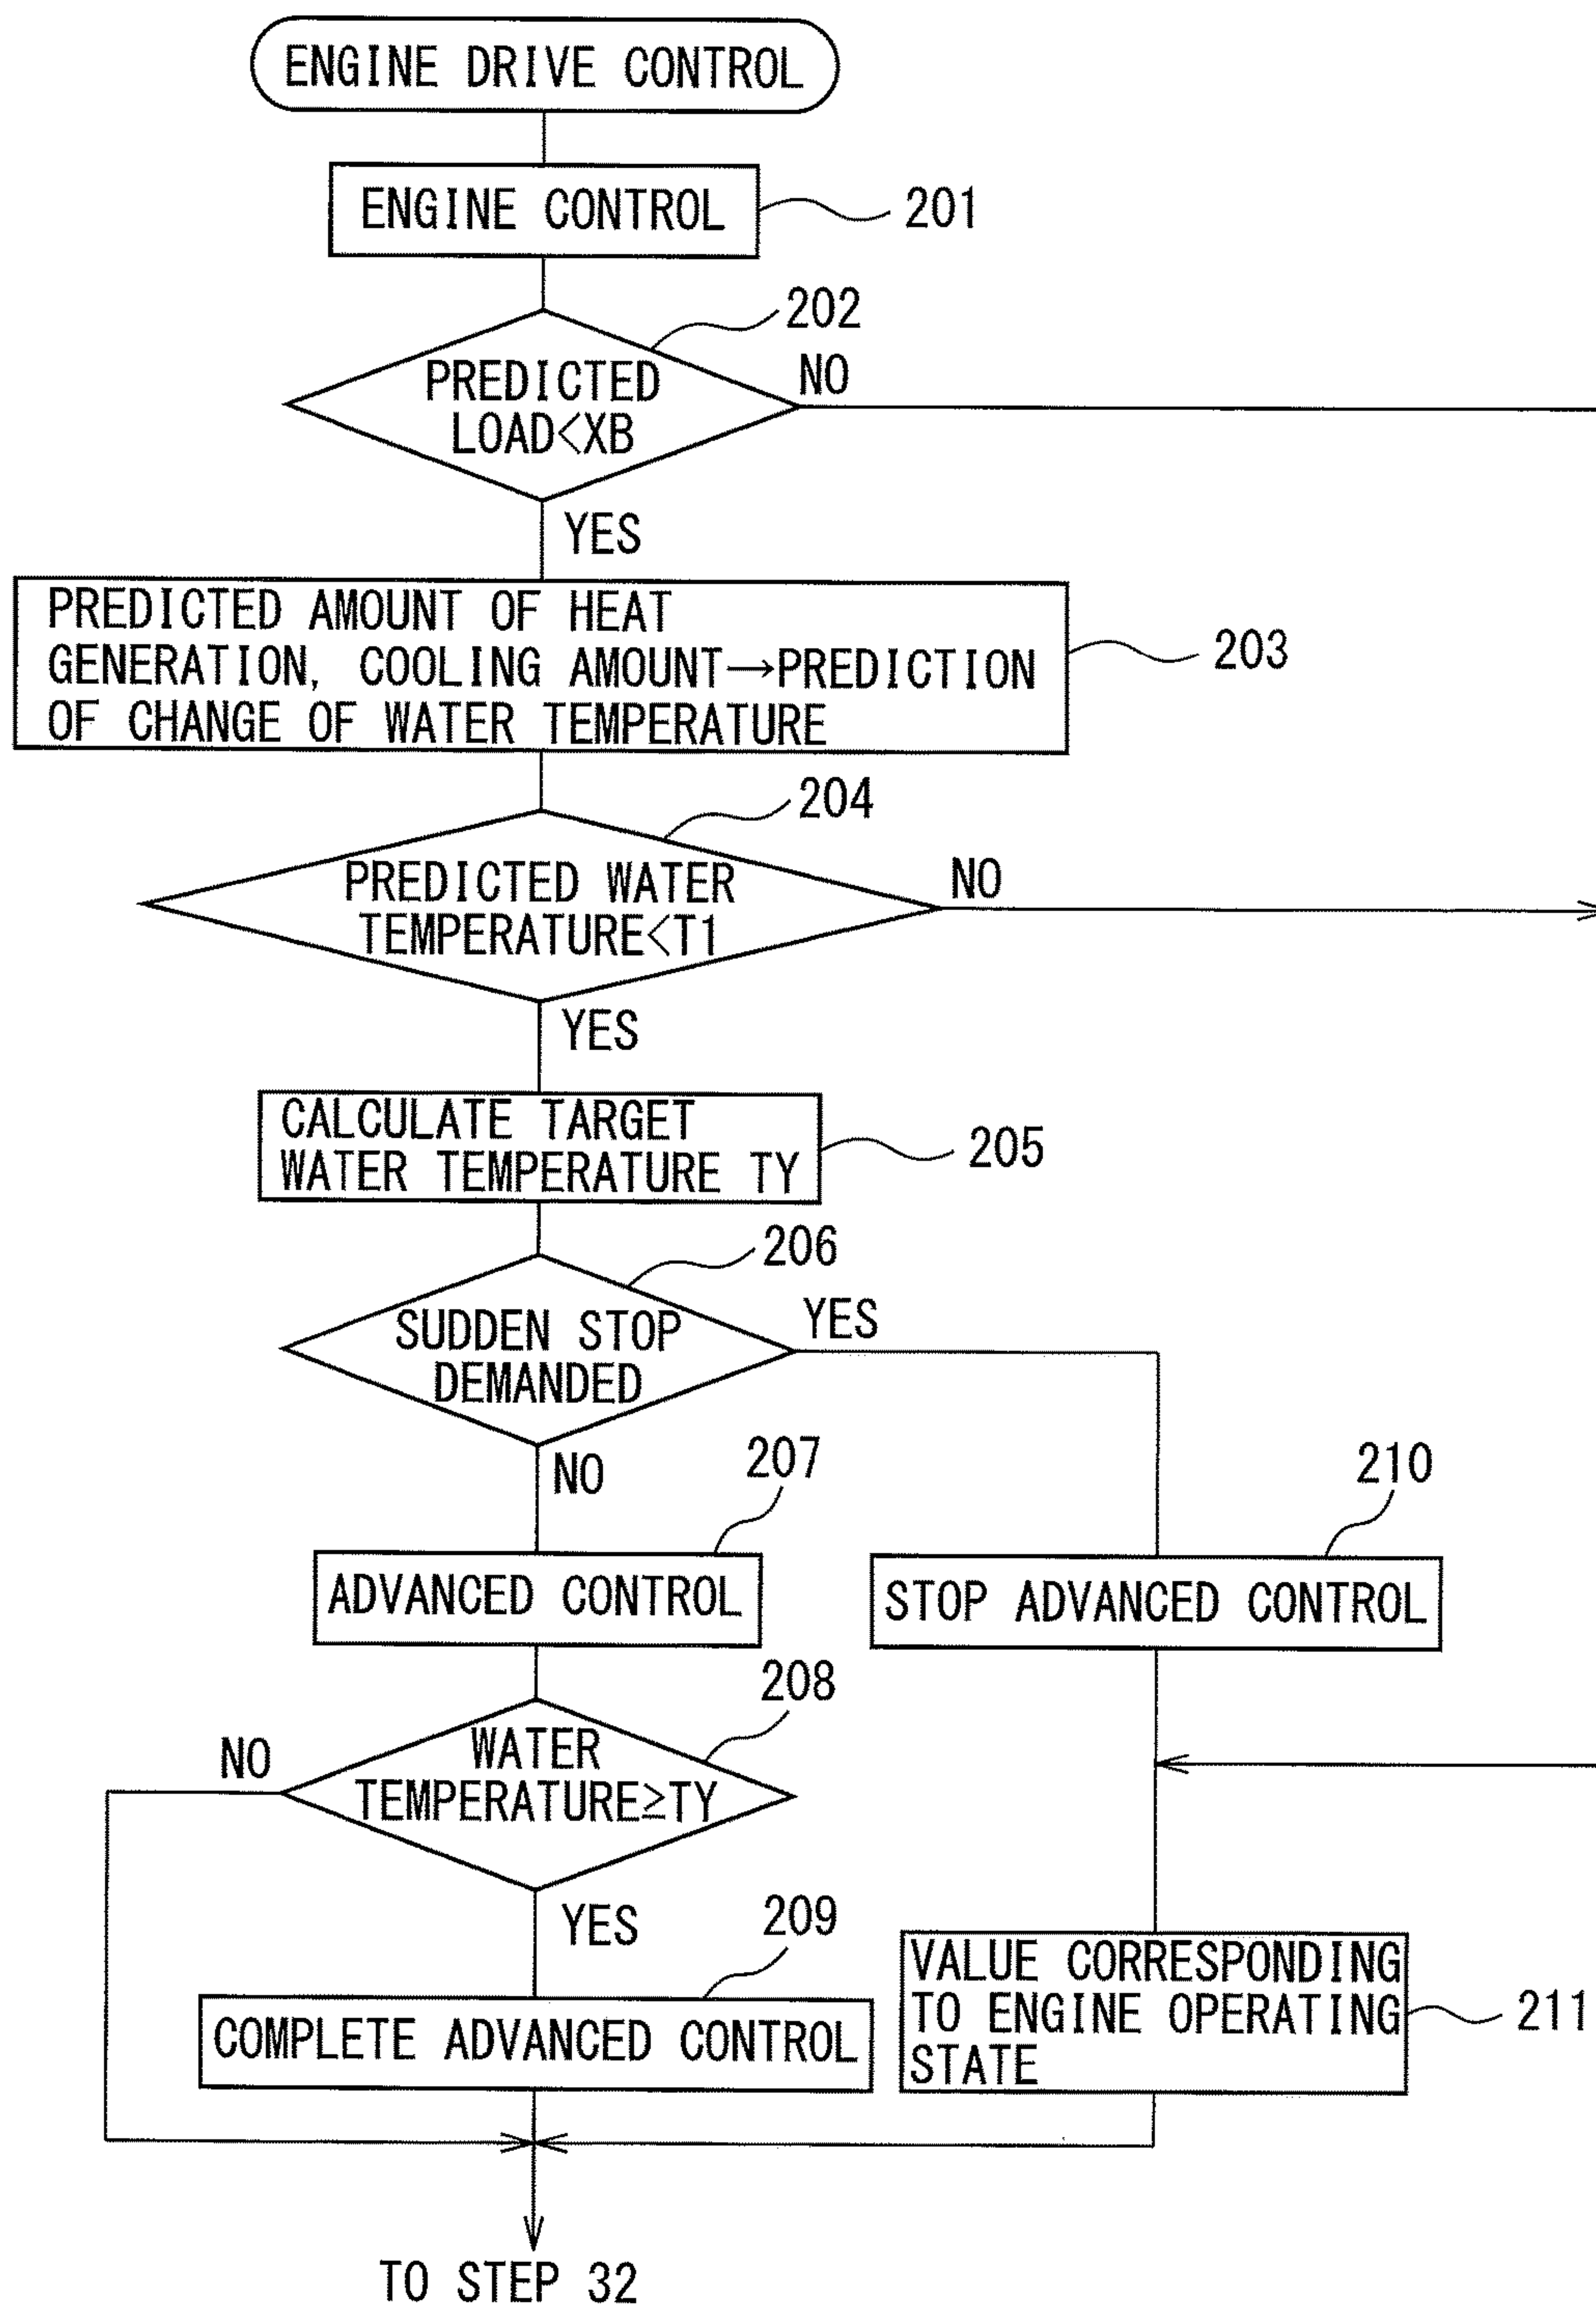 ENGINE DRIVE CONTROL
ENGINE CONTROL
201
202
PREDICTED
LOAD<XB
NO
YES
PREDICTED AMOUNT OF HEAT
GENERATION, COOLING AMOUNT→PREDICTION
OF CHANGE OF WATER TEMPERATURE
203
204
PREDICTED WATER
TEMPERATURE<T1
NO
YES
CALCULATE TARGET
WATER TEMPERATURE TY
205
206
SUDDEN STOP
DEMANDED
YES
NO
207
ADVANCED CONTROL
210
STOP ADVANCED CONTROL
208
WATER
TEMPERATURE≥TY
NO
YES
209
COMPLETE ADVANCED CONTROL
VALUE CORRESPONDING
TO ENGINE OPERATING
STATE
211
TO STEP 32